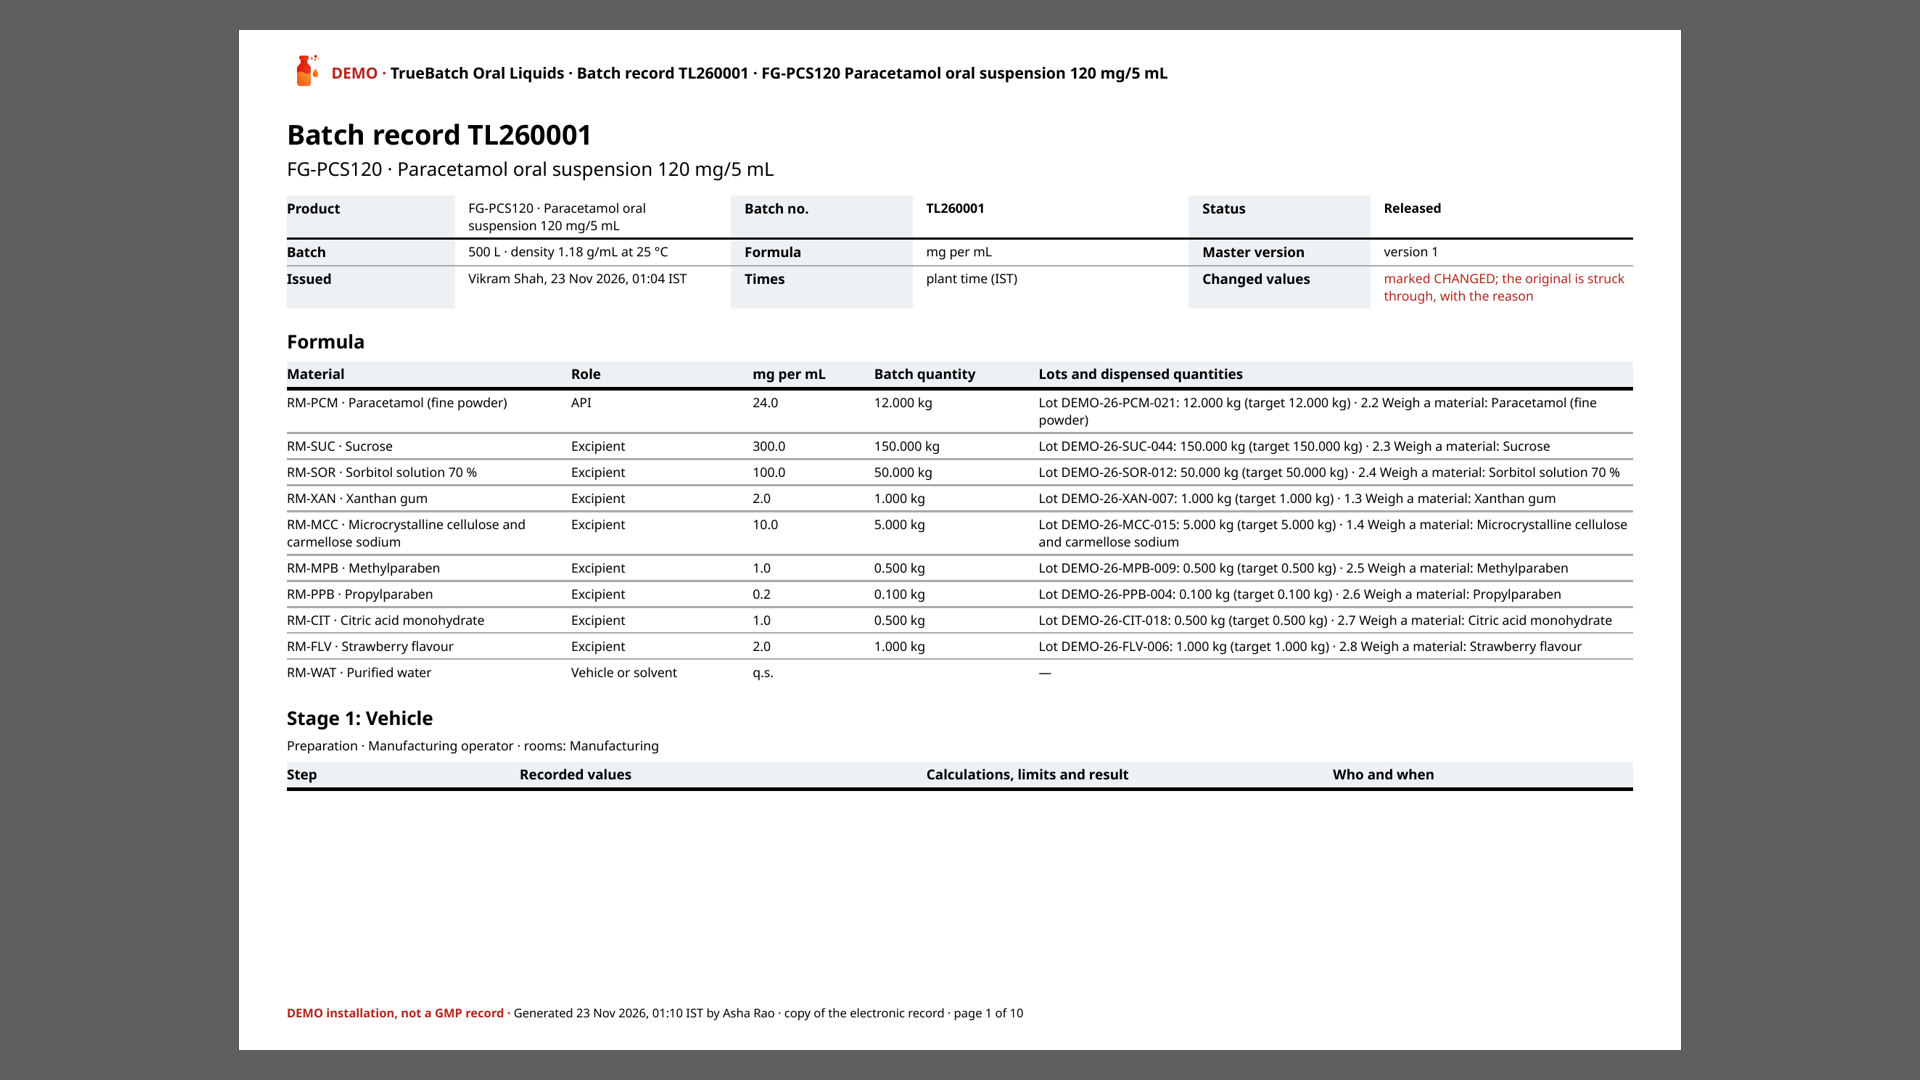 DEMO · TrueBatch Oral Liquids · Batch record TL260001 · FG-PCS120 Paracetamol oral suspension 120 mg/5 mL
Batch record TL260001
FG-PCS120 · Paracetamol oral suspension 120 mg/5 mL
Product FG-PCS120 · Paracetamol oral Batch no. TL260001 Status Released
suspension 120 mg/5 mL
Batch 500 L · density 1.18 g/mL at 25 °C Formula mg per mL Master version version 1
Issued Vikram Shah, 23 Nov 2026, 01:04 IST Times plant time (IST) Changed values marked CHANGED; the original is struck
through, with the reason
Formula
Material Role mg per mL Batch quantity Lots and dispensed quantities
RM-PCM · Paracetamol (fine powder) API 24.0 12.000 kg Lot DEMO-26-PCM-021: 12.000 kg (target 12.000 kg) · 2.2 Weigh a material: Paracetamol (fine
powder)
RM-SUC · Sucrose Excipient 300.0 150.000 kg Lot DEMO-26-SUC-044: 150.000 kg (target 150.000 kg) · 2.3 Weigh a material: Sucrose
RM-SOR · Sorbitol solution 70 % Excipient 100.0 50.000 kg Lot DEMO-26-SOR-012: 50.000 kg (target 50.000 kg) · 2.4 Weigh a material: Sorbitol solution 70 %
RM-XAN · Xanthan gum Excipient 2.0 1.000 kg Lot DEMO-26-XAN-007: 1.000 kg (target 1.000 kg) · 1.3 Weigh a material: Xanthan gum
RM-MCC · Microcrystalline cellulose and Excipient 10.0 5.000 kg Lot DEMO-26-MCC-015: 5.000 kg (target 5.000 kg) · 1.4 Weigh a material: Microcrystalline cellulose
carmellose sodium and carmellose sodium
RM-MPB · Methylparaben Excipient 1.0 0.500 kg Lot DEMO-26-MPB-009: 0.500 kg (target 0.500 kg) · 2.5 Weigh a material: Methylparaben
RM-PPB · Propylparaben Excipient 0.2 0.100 kg Lot DEMO-26-PPB-004: 0.100 kg (target 0.100 kg) · 2.6 Weigh a material: Propylparaben
RM-CIT · Citric acid monohydrate Excipient 1.0 0.500 kg Lot DEMO-26-CIT-018: 0.500 kg (target 0.500 kg) · 2.7 Weigh a material: Citric acid monohydrate
RM-FLV · Strawberry flavour Excipient 2.0 1.000 kg Lot DEMO-26-FLV-006: 1.000 kg (target 1.000 kg) · 2.8 Weigh a material: Strawberry flavour
RM-WAT · Purified water Vehicle or solvent q.s. —
Stage 1: Vehicle
Preparation · Manufacturing operator · rooms: Manufacturing
Step Recorded values Calculations, limits and result Who and when
DEMO installation, not a GMP record · Generated 23 Nov 2026, 01:10 IST by Asha Rao · copy of the electronic record · page 1 of 10